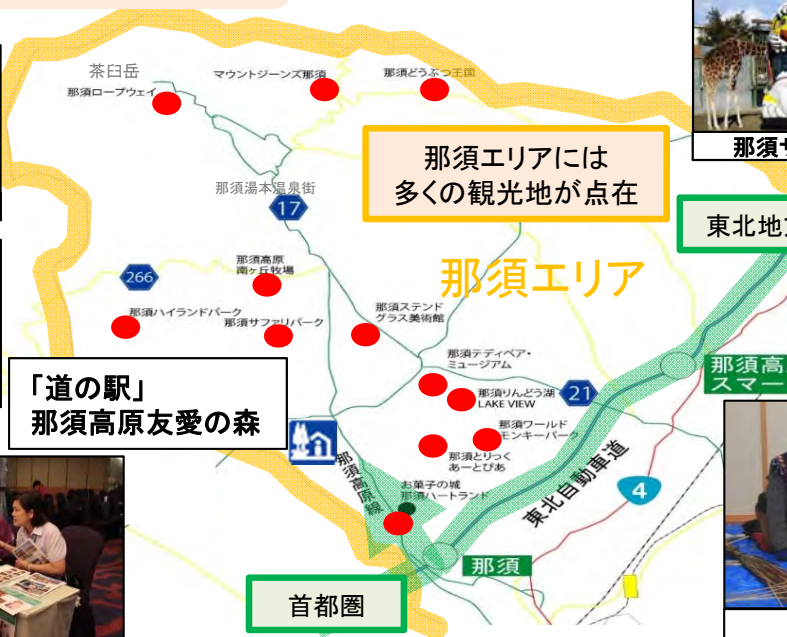 茶臼岳
那須ロープウェイ
マウントジーンズ那須
那須どうぶつ王国
那須エリアには
多くの観光地が点在
那須サ
東北地方
那須湯本温泉街
17
266
那須高原
南ヶ丘牧場
那須エリア
那須ハイランドパーク
那須サファリパーク
那須ステンド
グラス美術館
那須テディベア・
ミュージアム
那須りんどう湖
LAKE VIEW
21
那須高
スマー
「道の駅」
那須高原友愛の森
那須ワールド
モンキーパーク
那須とりっく
あーとぴあ
那須高原線
お菓子の城
那須ハートランド
東北自動車道
4
那須
首都圏